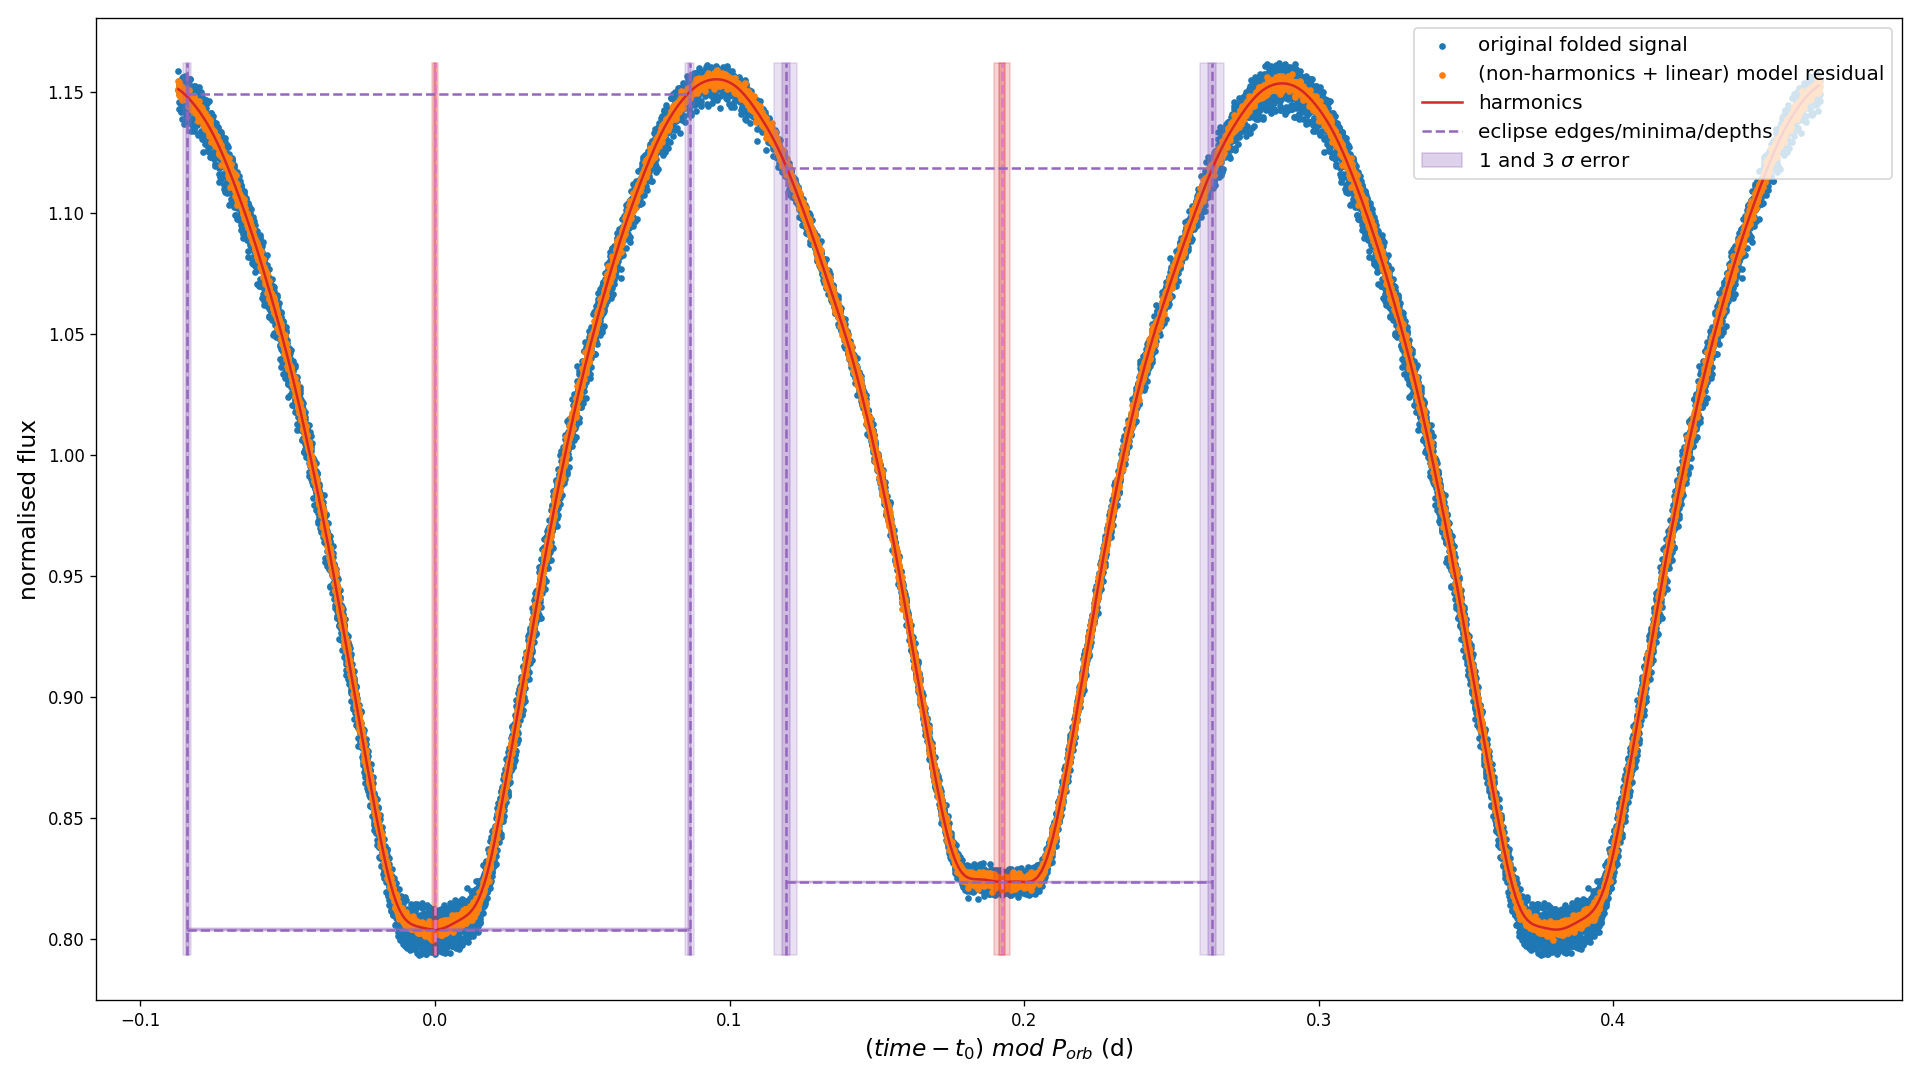 original folded signal
(non-harmonics + linear) model residual
harmonics
eclipse edges/minima/depths
1 and 3 σ error
normalised flux
1.15
1.10
1.05
1.00
0.95
0.90
0.85
0.80
−0.1
0.0
0.1
0.2
0.3
0.4
(time − t₀) mod Pₒᵣb (d)